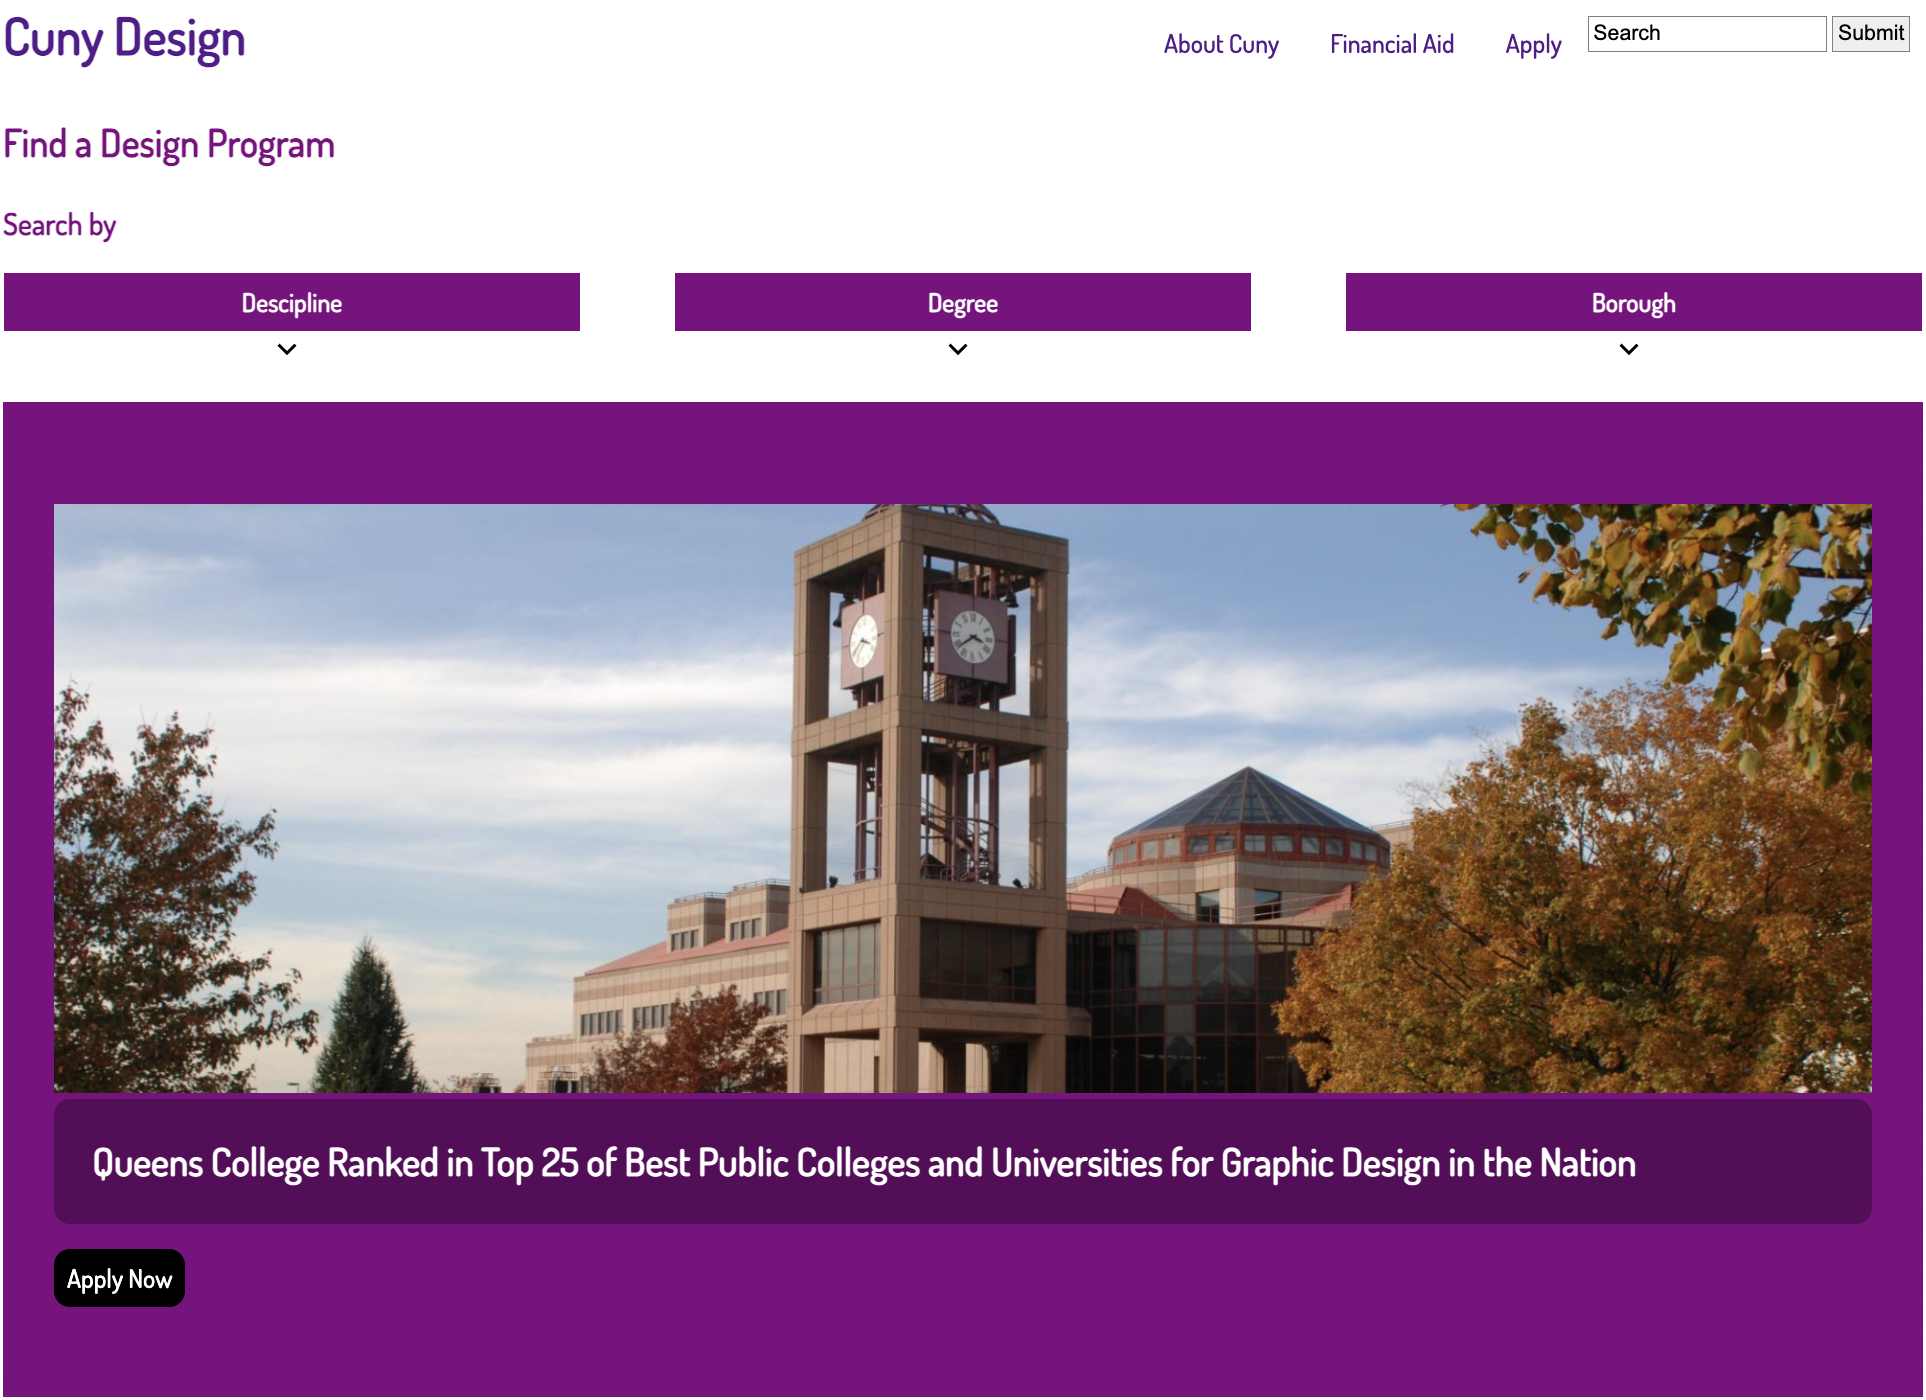 Cuny Design
About Cuny Financial Aid Apply Search Submit
Find a Design Program
Search by
Descipline Degree Borough
Queens College Ranked in Top 25 of Best Public Colleges and Universities for Graphic Design in the Nation
Apply Now